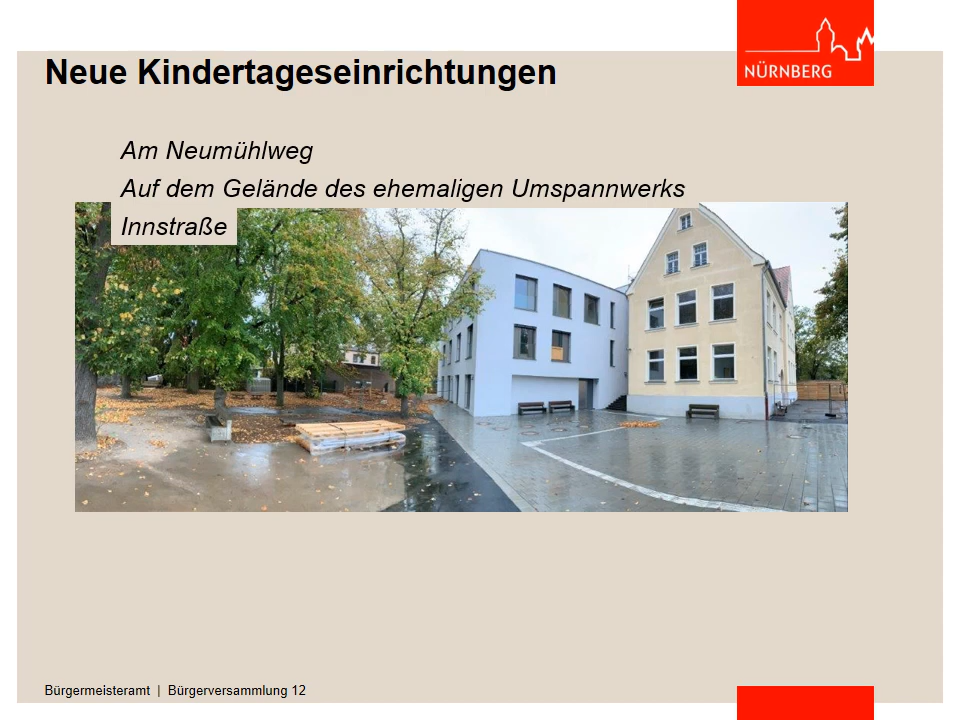 Neue Kindertageseinrichtungen
NÜRNBERG
Am Neumühlweg
Auf dem Gelände des ehemaligen Umspannwerks
Innstraße
Bürgermeisteramt | Bürgerversammlung 12